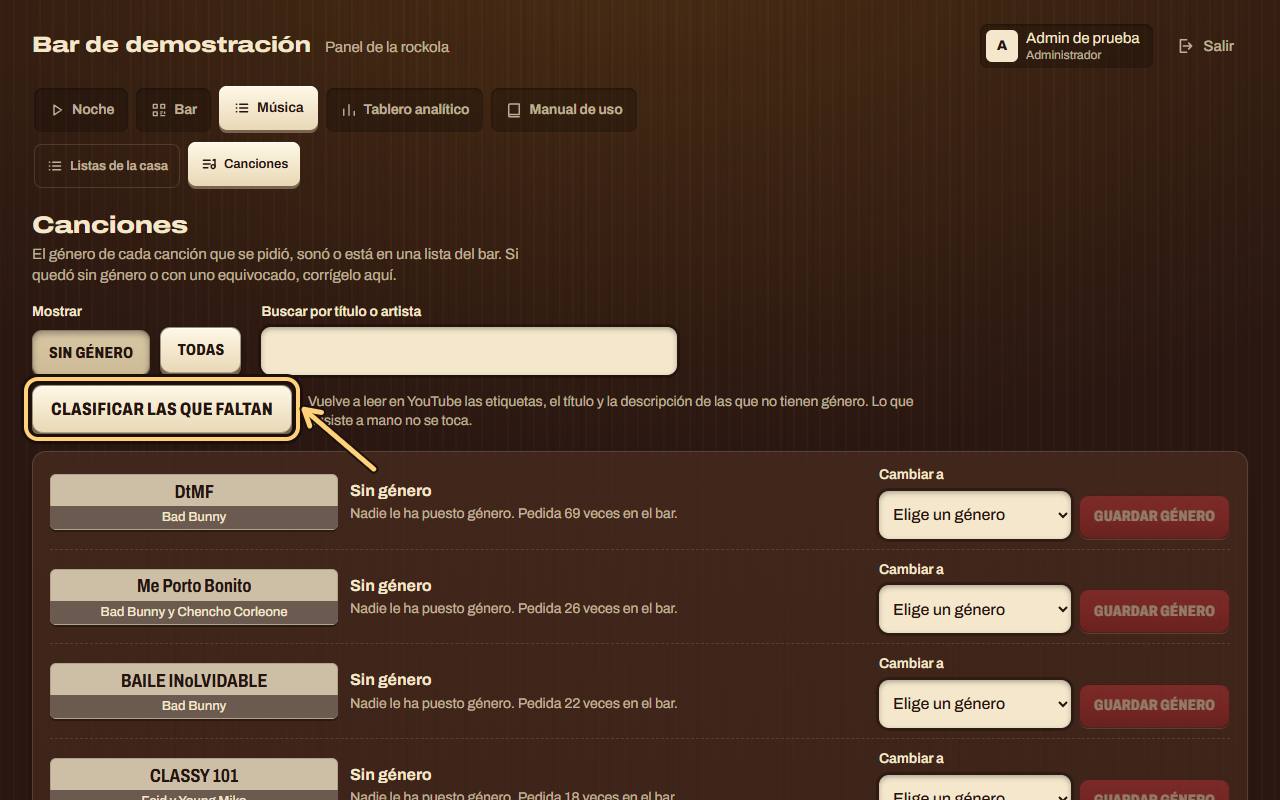 Bar de demostración
Panel de la rockola
A
Admin de prueba
Administrador
Salir
Noche
Bar
Música
Tablero analítico
Manual de uso
Listas de la casa
Canciones
Canciones
El género de cada canción que se pidió, sonó o está en una lista del bar. Si
quedó sin género o con uno equivocado, corrígelo aquí.
Mostrar
Buscar por título o artista
SIN GÉNERO
TODAS
CLASIFICAR LAS QUE FALTAN
Vuelve a leer en YouTube las etiquetas, el título y la descripción de las que no tienen género. Lo que
a mano no se toca.
DtMF
Bad Bunny
Sin género
Nadie le ha puesto género. Pedida 69 veces en el bar.
Cambiar a
Elige un género
GUARDAR GÉNERO
Me Porto Bonito
Bad Bunny y Chencho Corleone
Sin género
Nadie le ha puesto género. Pedida 26 veces en el bar.
Cambiar a
Elige un género
GUARDAR GÉNERO
BAILE INoLVIDABLE
Bad Bunny
Sin género
Nadie le ha puesto género. Pedida 22 veces en el bar.
Cambiar a
Elige un género
GUARDAR GÉNERO
CLASSY 101
Feid y Young Miko
Sin género
Nadie le ha puesto género. Pedida 18 veces en el bar.
Cambiar a
Elige un género
GUARDAR GÉNERO